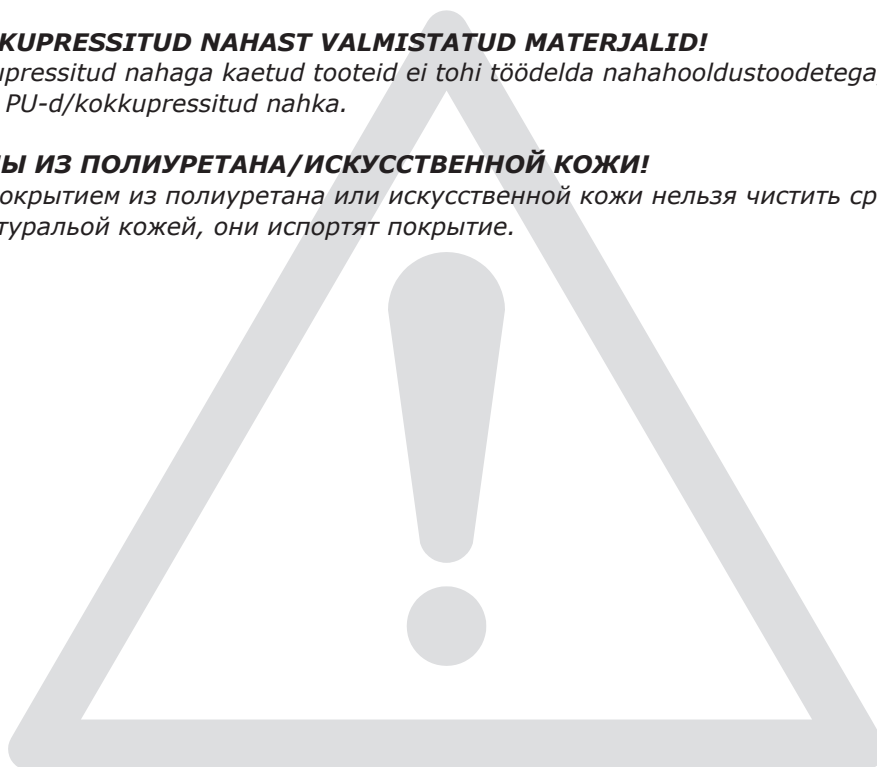 KUPRESSITUD NAHAST VALMISTATUD MATERJALID!
upressitud nahaga kaetud tooteid ei tohi töödelda nahahooldustoodetega,
PU-d/kokkupressitud nahka.
Ы ИЗ ПОЛИУРЕТАНА/ИСКУССТВЕННОЙ КОЖИ!
окрытием из полиуретана или искусственной кожи нельзя чистить ср
туральой кожей, они испортят покрытие.